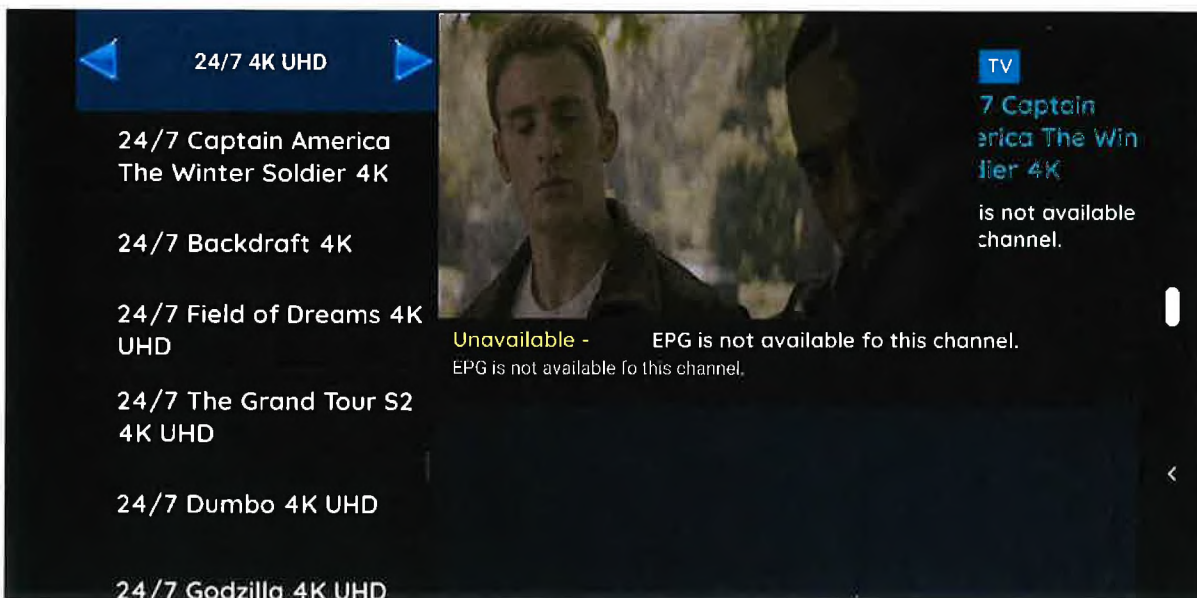 24/7 4K UHD
24/7 Captain America
The Winter Soldier 4K
24/7 Backdraft 4K
24/7 Field of Dreams 4K
UHD
24/7 The Grand Tour S2
4K UHD
24/7 Dumbo 4K UHD
24/7 Godzilla 4K UHD
TV
7 Captain
erica The Win
dier 4K
is not available
channel.
Unavailable - EPG is not available fo this channel.
EPG is not available fo this channel.